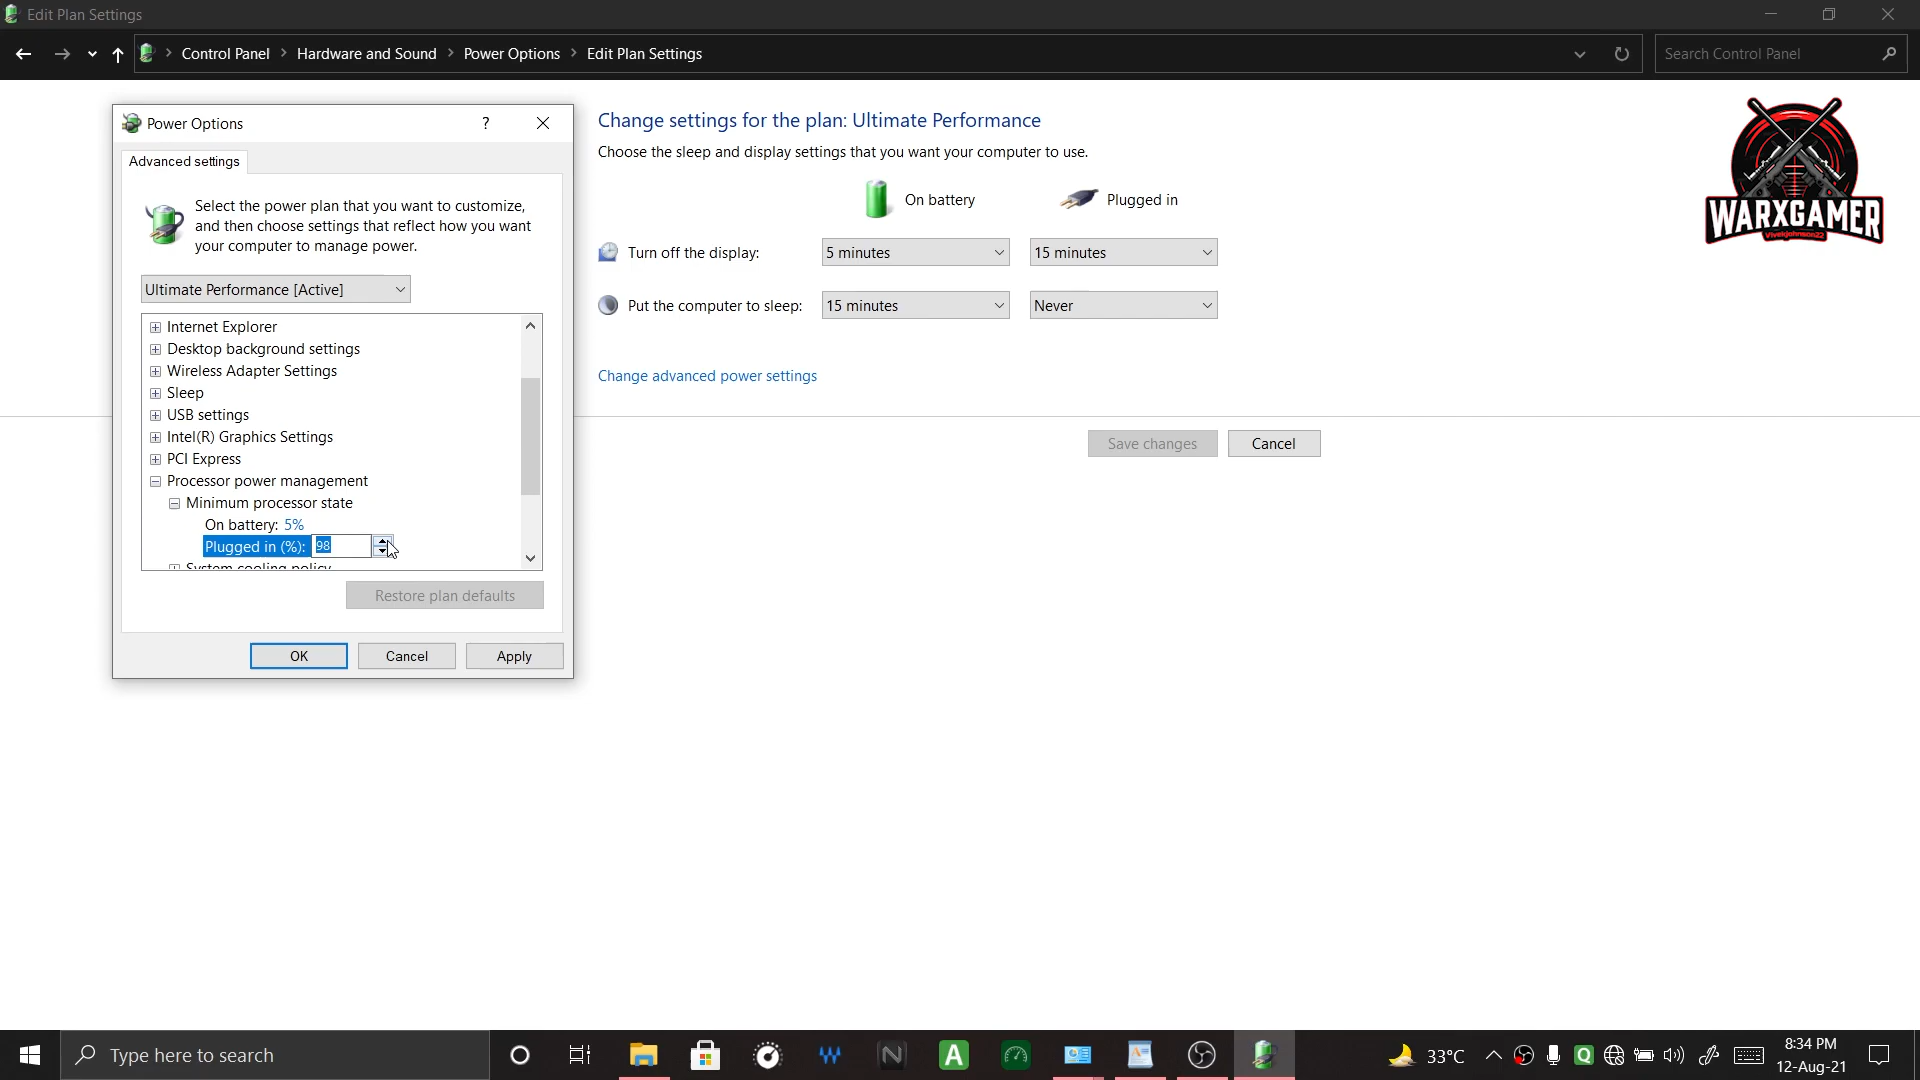 Edit Plan Settings
Control Panel > Hardware and Sound > Power Options > Edit Plan Settings
Search Control Panel
Power Options
?
Advanced settings
Select the power plan that you want to customize,
and then choose settings that reflect how you want
your computer to manage power.
Ultimate Performance [Active]
Internet Explorer
Desktop background settings
Wireless Adapter Settings
Sleep
USB settings
Intel(R) Graphics Settings
PCI Express
Processor power management
Minimum processor state
On battery: 5%
Plugged in (%): 98
System cooling policy
Restore plan defaults
OK Cancel Apply
Change settings for the plan: Ultimate Performance
Choose the sleep and display settings that you want your computer to use.
On battery Plugged in
Turn off the display: 5 minutes 15 minutes
Put the computer to sleep: 15 minutes Never
Change advanced power settings
Save changes Cancel
WARXGAMER
Vivekjohnson22
Type here to search
33°C
8:34 PM
12-Aug-21